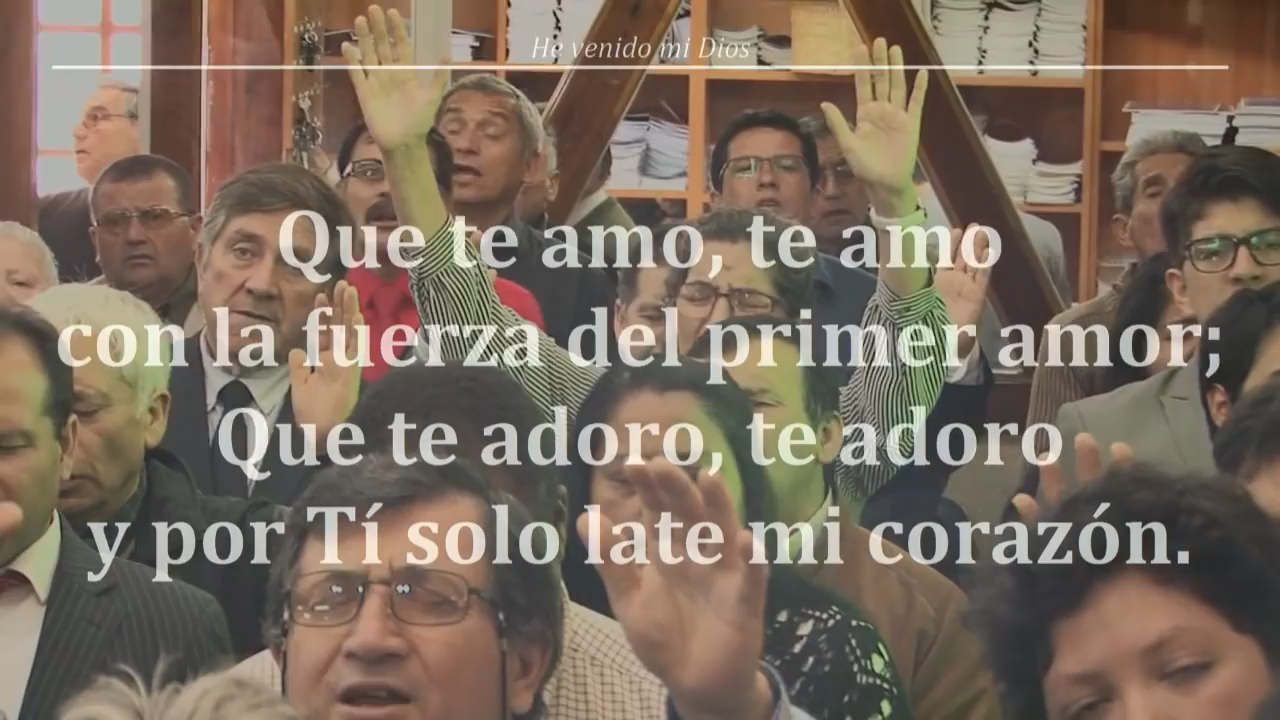 He venido mi Dios
Que te amo, te amo
con la fuerza del primer amor;
Que te adoro, te adoro
y por Tí solo late mi corazón.